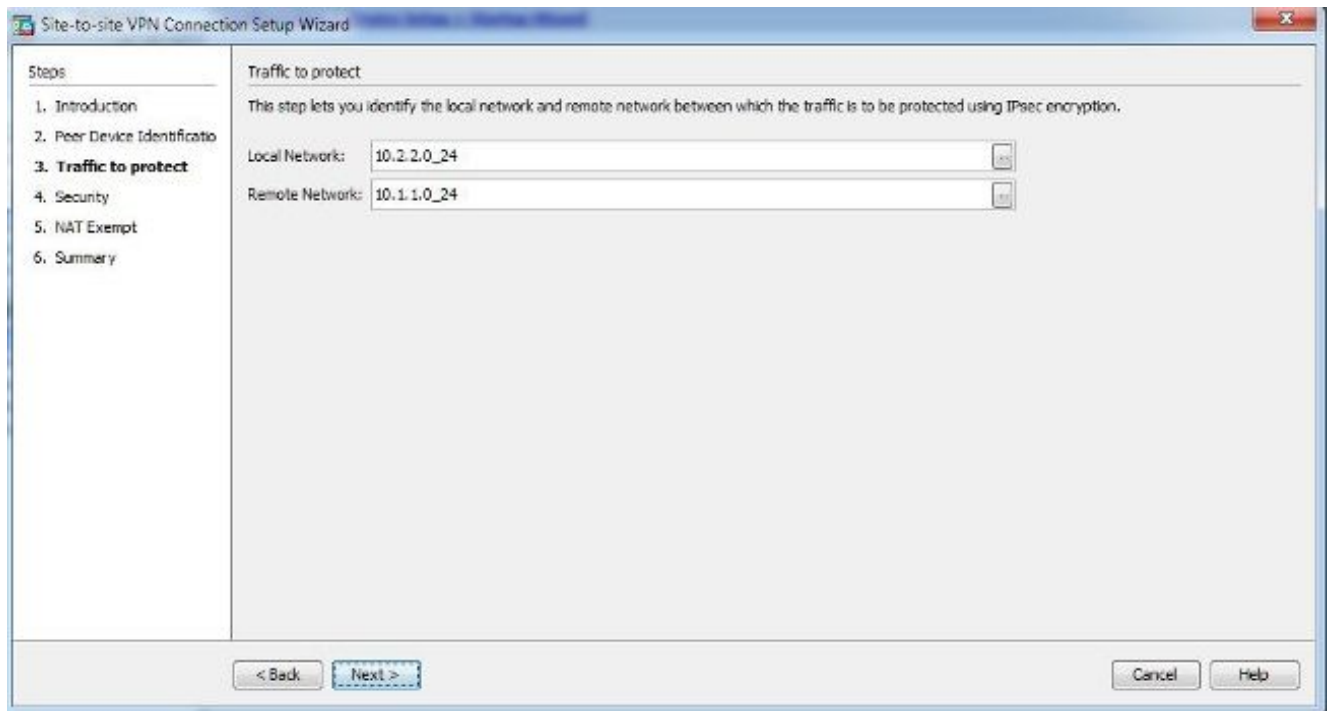 Site-to-site VPN Connection Setup Wizard
Steps
1. Introduction
2. Peer Device Identificatio
3. Traffic to protect
4. Security
5. NAT Exempt
6. Summary
Traffic to protect
This step lets you identify the local network and remote network between which the traffic is to be protected using IPsec encryption.
Local Network: 10.2.2.0_24
Remote Network: 10.1.1.0_24
< Back
Next >
Cancel
Help